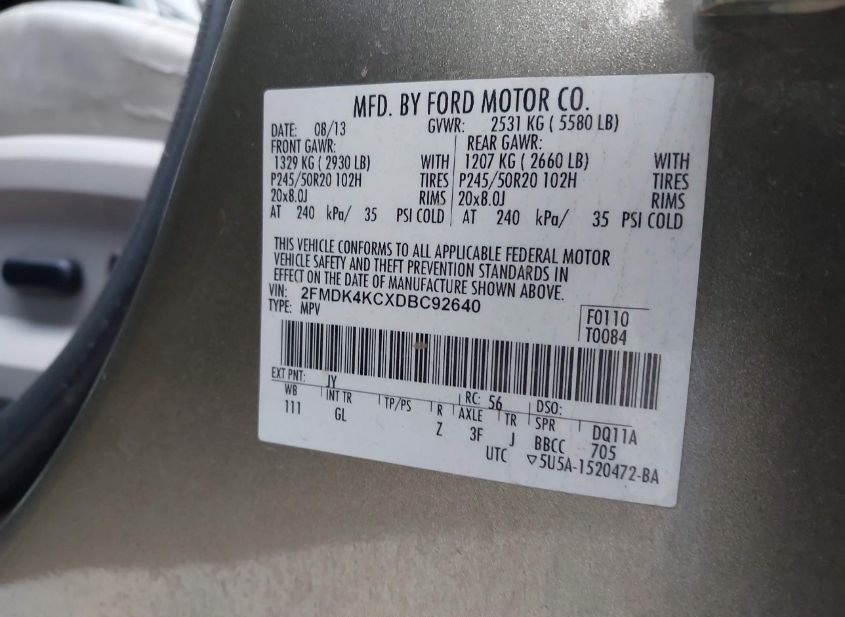 MFD. BY FORD MOTOR CO.
DATE: 08/13 GVWR: 2531 KG ( 5580 LB)
FRONT GAWR: REAR GAWR:
1329 KG ( 2930 LB) WITH 1207 KG ( 2660 LB) WITH
P245/50R20 102H TIRES P245/50R20 102H TIRES
20x8.0J RIMS 20x8.0J RIMS
AT 240 kPa/ 35 PSI COLD AT 240 kPa/ 35 PSI COLD
THIS VEHICLE CONFORMS TO ALL APPLICABLE FEDERAL MOTOR
VEHICLE SAFETY AND THEFT PREVENTION STANDARDS IN
EFFECT ON THE DATE OF MANUFACTURE SHOWN ABOVE.
VIN: 2FMDK4KCXDBC92640
TYPE: MPV
F0110
T0084
EXT PNT: JY RC: 56 DSO:
WB INT TR TP/PS R AXLE TR SPR DQ11A
111 GL Z 3F J BBCC 705
UTC ▽5U5A-1520472-BA